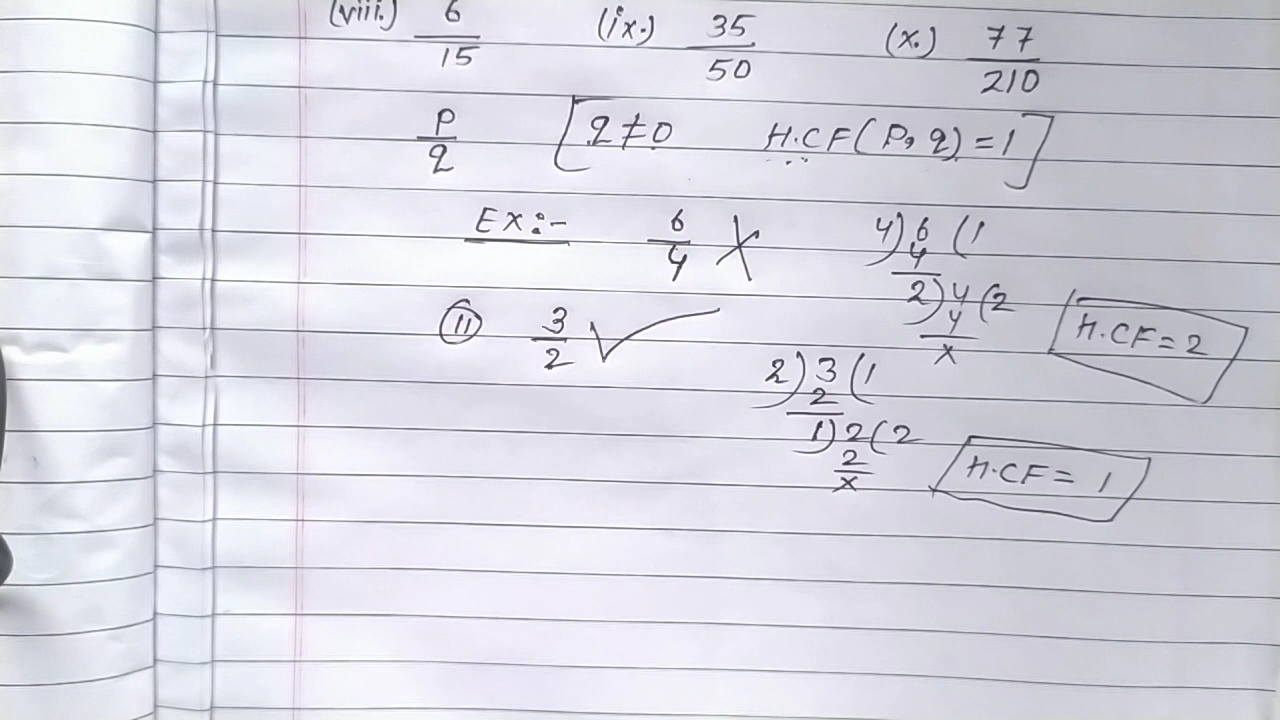 (viii.) 6/15 (ix.) 35/50 (x.) 77/210
P/q [q ≠ 0 H.CF(P, q) = 1]
Ex:- 6/4 X 4) 6 (1
4
2) 4 (2
4
x
H.CF = 2
(ii) 3/2 ✓ 2) 3 (1
2
1) 2 (2
2
x
H.CF = 1